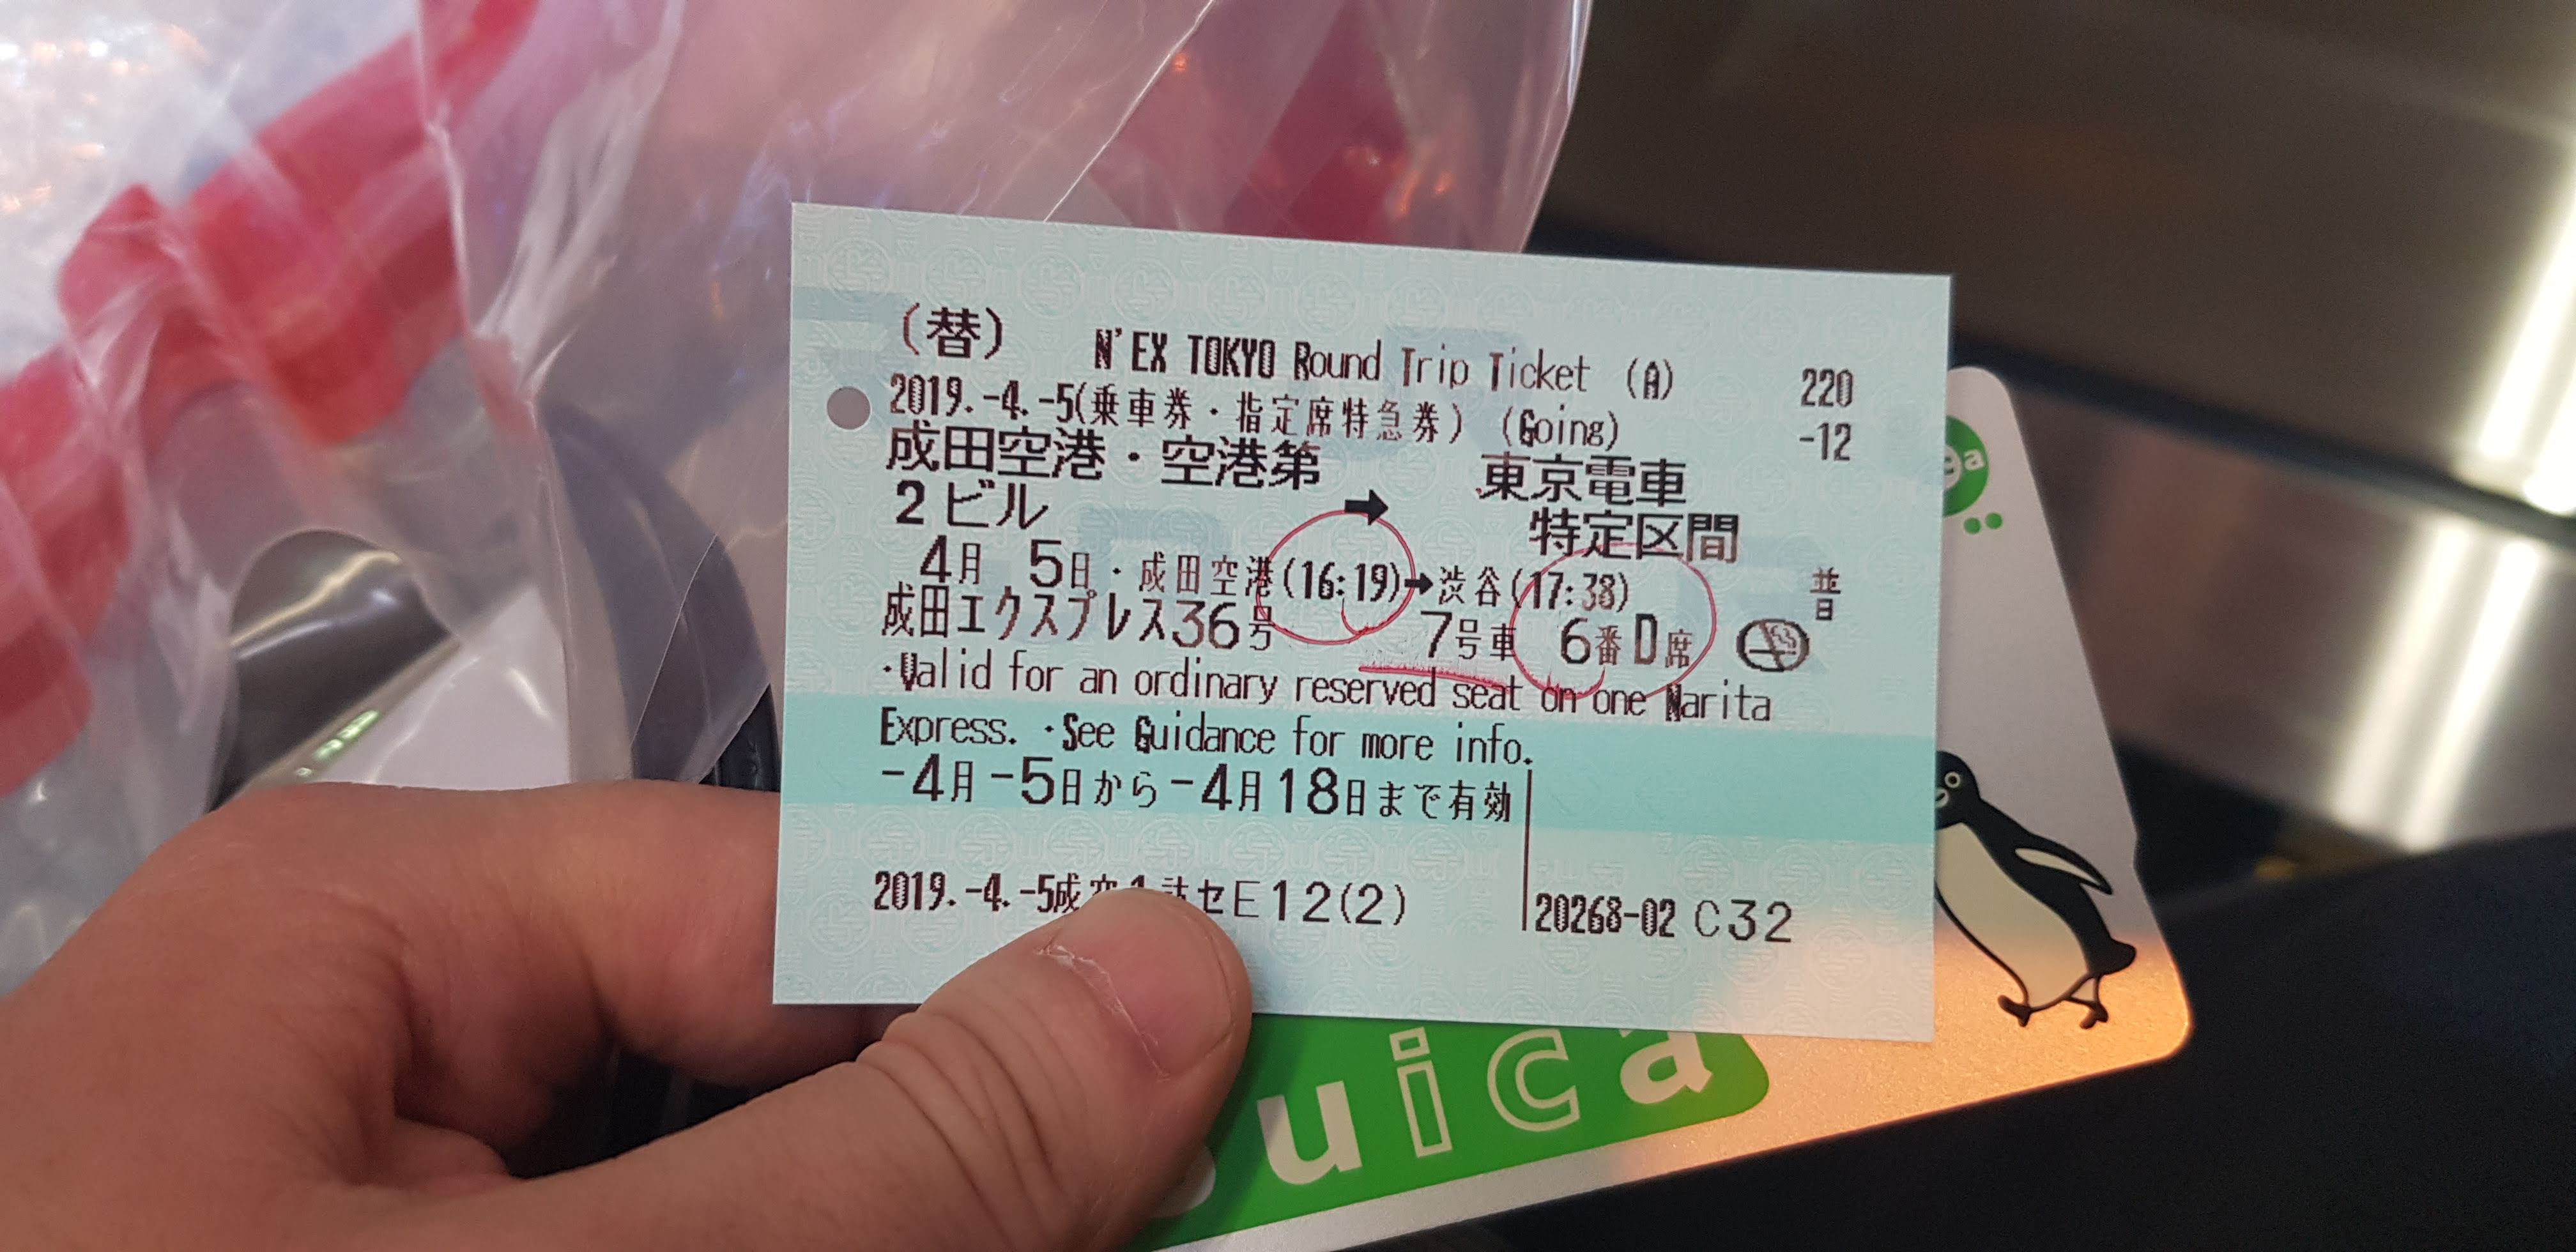 (替) N'EX TOKYO Round Trip Ticket (A) 220
2019.-4.-5(乗車券・指定席特急券) (Going) -12
成田空港・空港第2ビル ➡ 東京電車特定区間
4月 5日・成田空港(16:19)➡渋谷(17:38)
成田エクスプレス36号 7号車 6番D席
・Valid for an ordinary reserved seat on one Narita
Express. ・See Guidance for more info.
-4月-5日から-4月18日まで有効
2019.-4.-5成 セE12(2) 20268-02 C32
uica